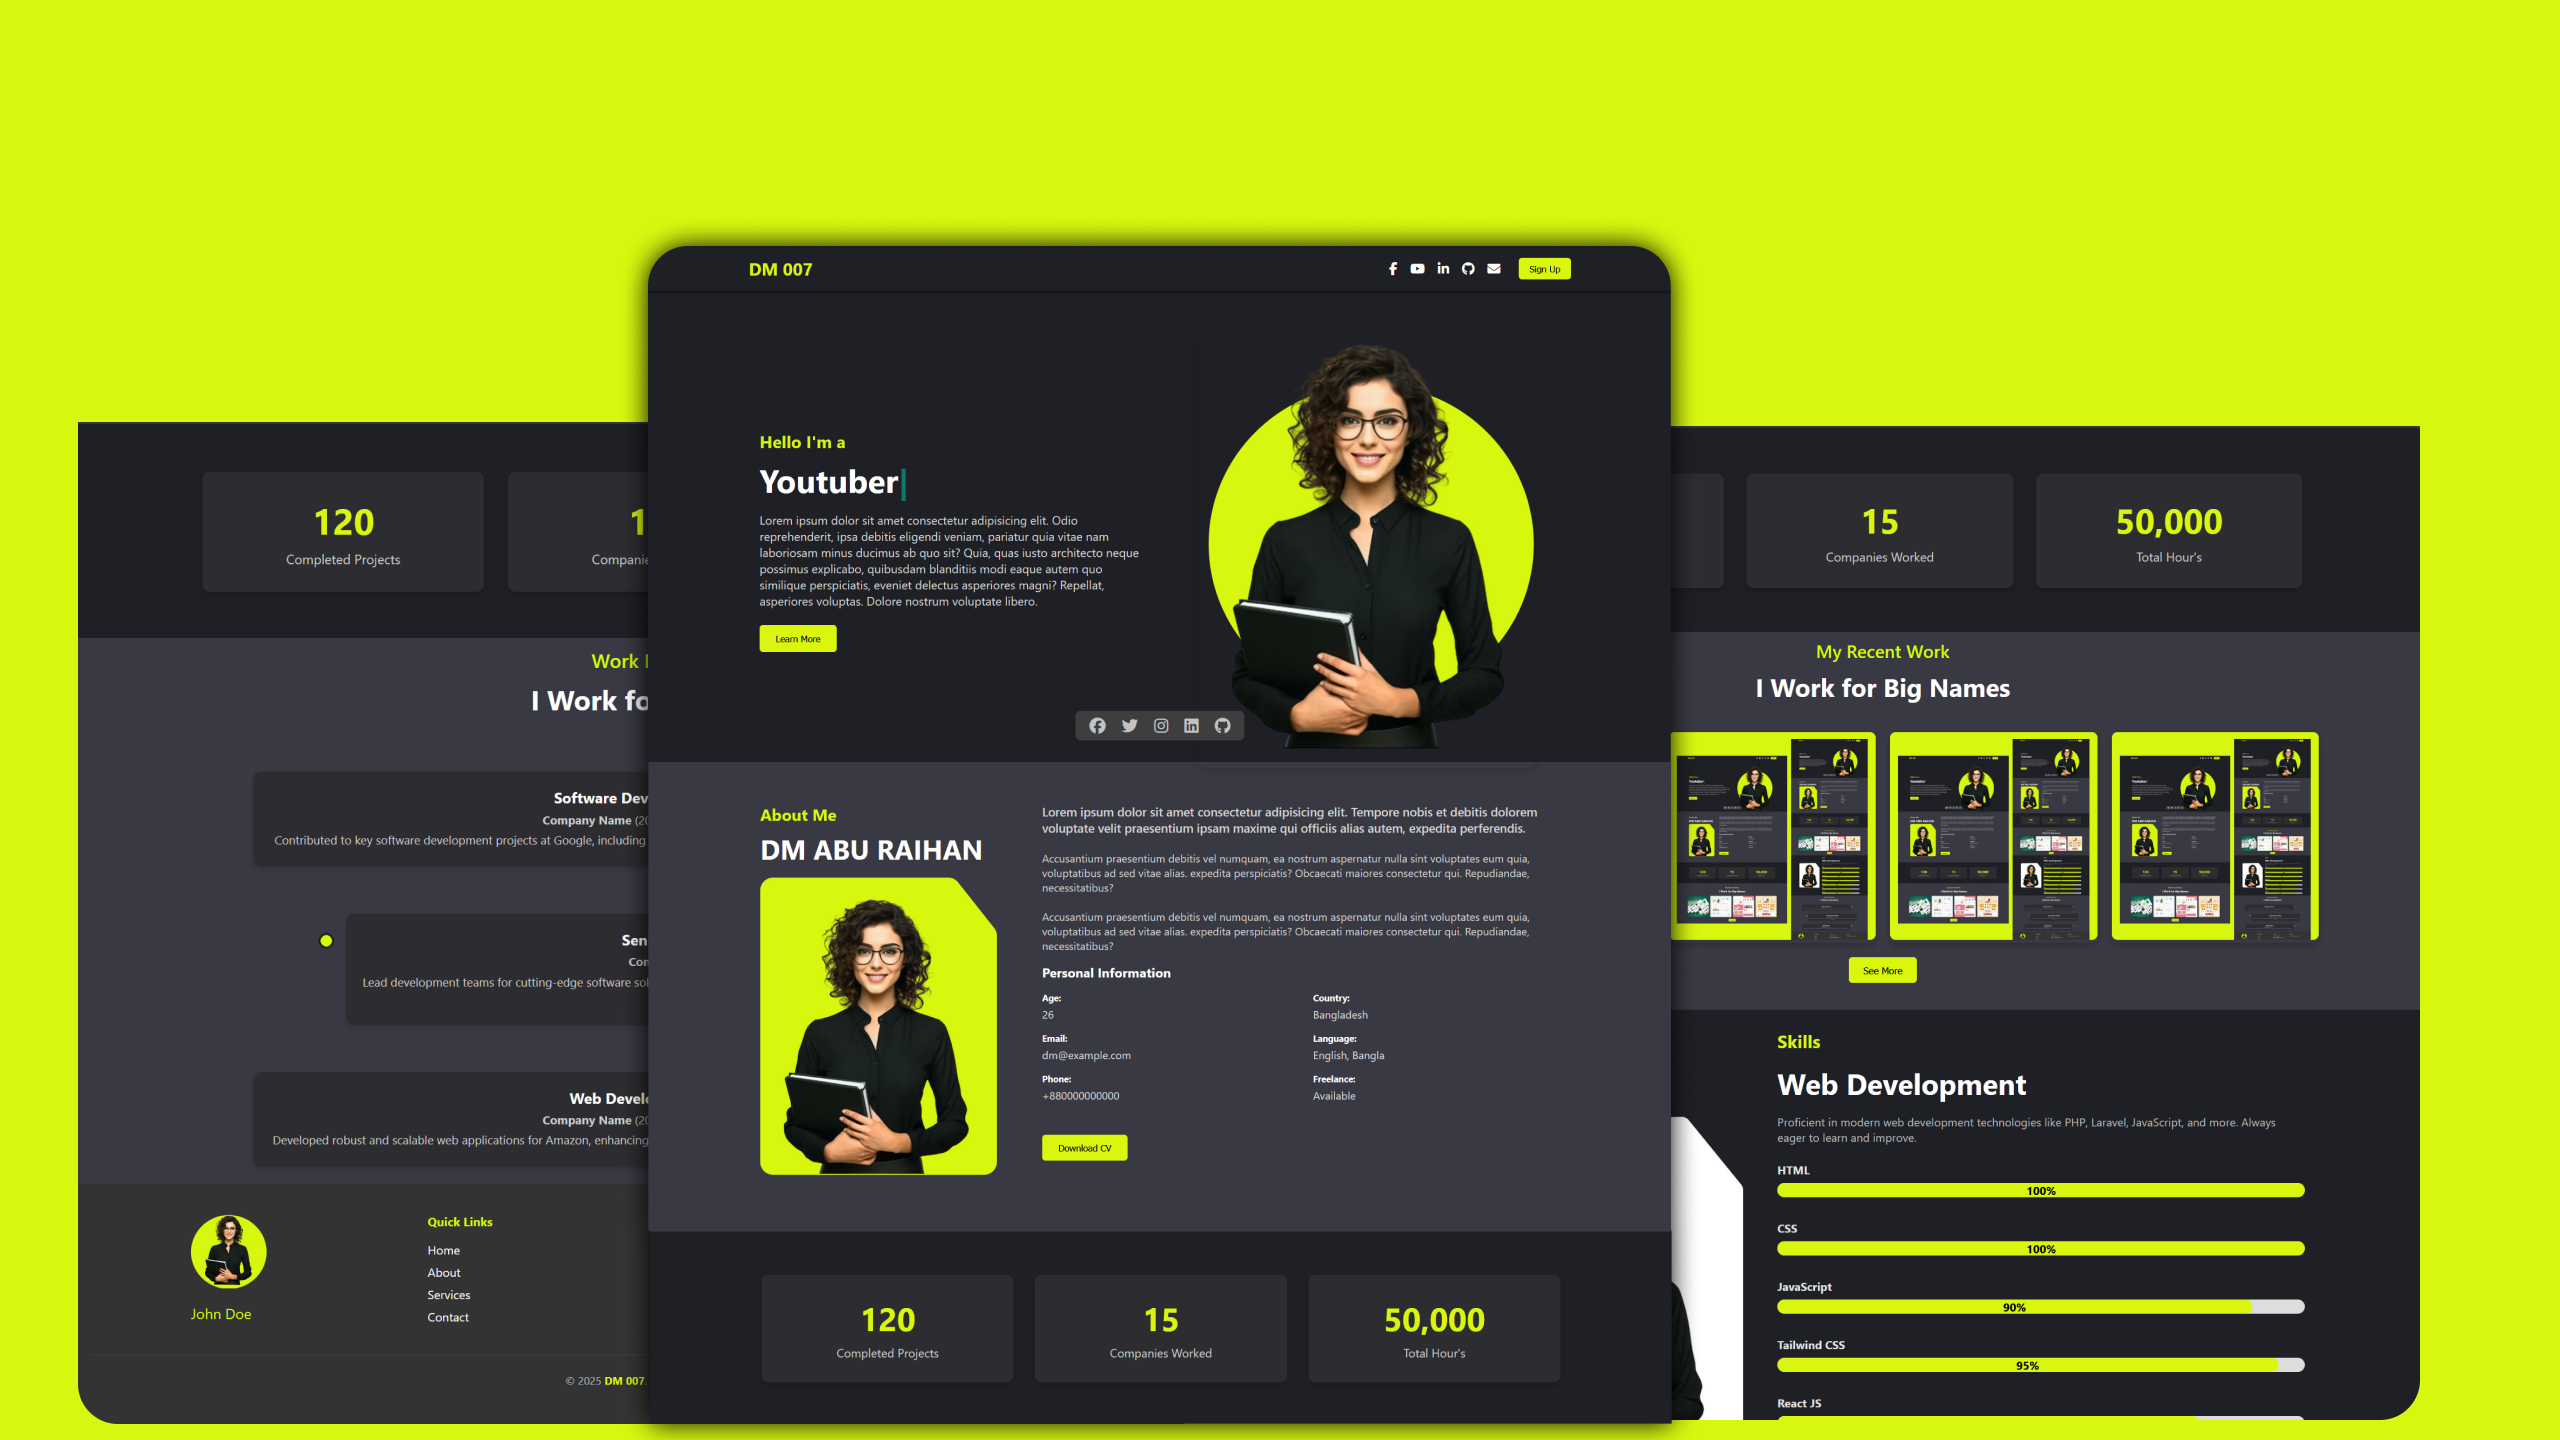 DM 007
Sign Up
Hello I'm a
Youtuber
Lorem ipsum dolor sit amet consectetur adipisicing elit. Odio
reprehenderit, ipsa debitis eligendi veniam, pariatur quia vitae nam
laboriosam minus ducimus ab quo sit? Quia, quas iusto architecto neque
possimus explicabo, quibusdam blanditiis modi eaque autem quo
similique perspiciatis, eveniet delectus asperiores magni? Repellat,
asperiores voluptas. Dolore nostrum voluptate libero.
Learn More
About Me
DM ABU RAIHAN
Lorem ipsum dolor sit amet consectetur adipisicing elit. Tempore nobis et debitis dolorem
voluptate velit praesentium ipsam maxime qui officiis alias autem, expedita perferendis.
Accusantium praesentium debitis vel numquam, ea nostrum aspernatur nulla sint voluptates eum quia,
voluptatibus ad sed vitae alias. expedita perspiciatis? Obcaecati maiores consectetur qui. Repudiandae,
necessitatibus?
Accusantium praesentium debitis vel numquam, ea nostrum aspernatur nulla sint voluptates eum quia,
voluptatibus ad sed vitae alias. expedita perspiciatis? Obcaecati maiores consectetur qui. Repudiandae,
necessitatibus?
Personal Information
Age:
26
Country:
Bangladesh
Email:
dm@example.com
Language:
English, Bangla
Phone:
+880000000000
Freelance:
Available
Download CV
120
Completed Projects
15
Companies Worked
50,000
Total Hour's
120
Completed Projects
1
Companie
Work
I Work fo
Software Dev
Company Name (20
Contributed to key software development projects at Google, including
Sen
Com
Lead development teams for cutting-edge software sol
Web Devel
Company Name (20
Developed robust and scalable web applications for Amazon, enhancing
John Doe
Quick Links
Home
About
Services
Contact
© 2025 DM 007.
15
Companies Worked
50,000
Total Hour's
My Recent Work
I Work for Big Names
See More
Skills
Web Development
Proficient in modern web development technologies like PHP, Laravel, JavaScript, and more. Always
eager to learn and improve.
HTML
100%
CSS
100%
JavaScript
90%
Tailwind CSS
95%
React JS